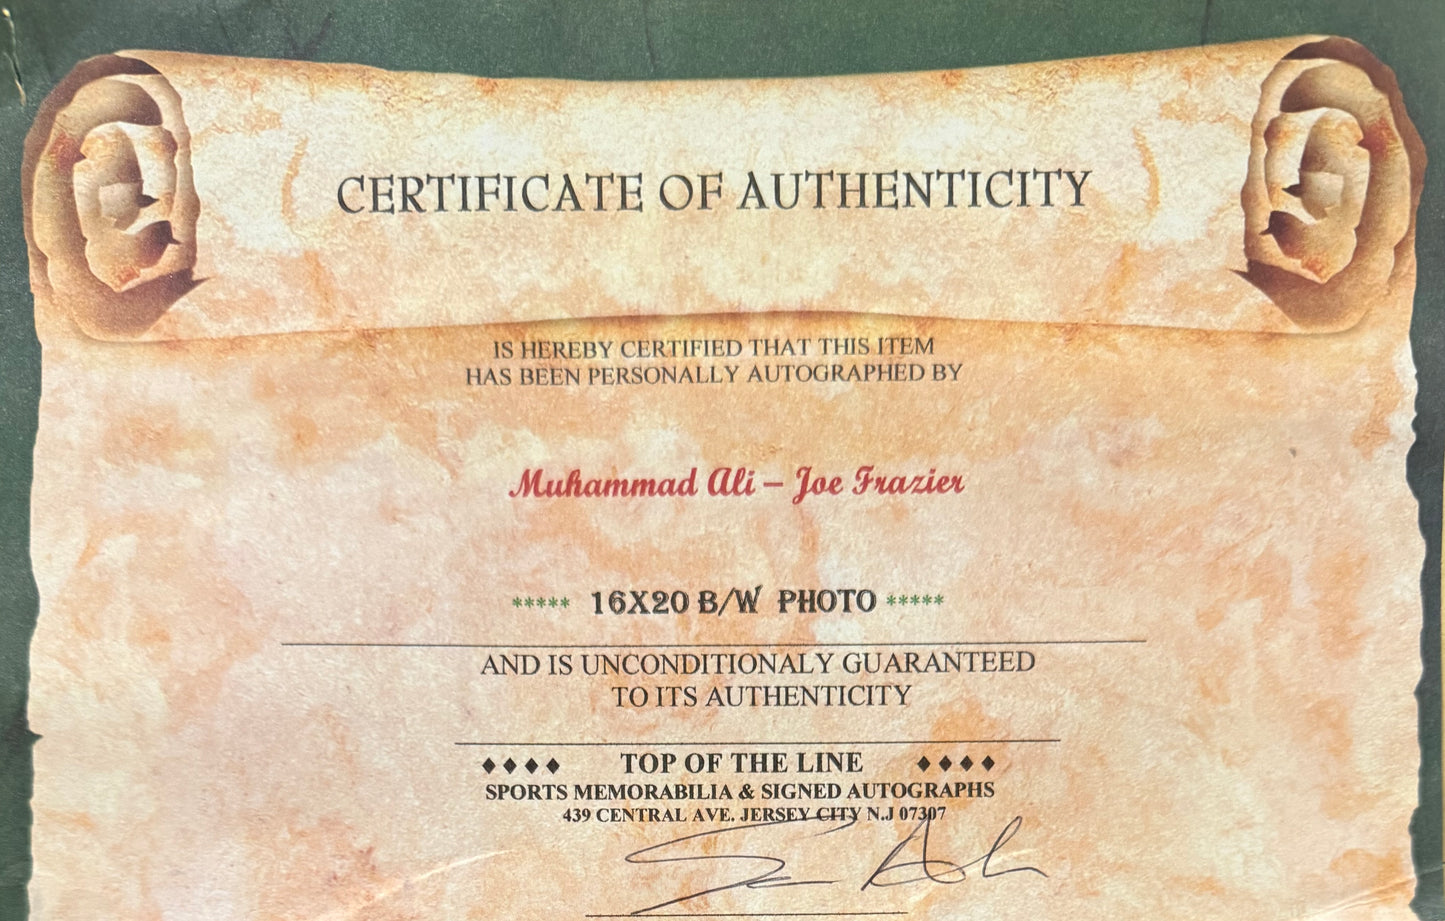 CERTIFICATE OF AUTHENTICITY
IS HEREBY CERTIFIED THAT THIS ITEM
HAS BEEN PERSONALLY AUTOGRAPHED BY
Muhammad Ali – Joe Frazier
***** 16X20 B/W PHOTO *****
AND IS UNCONDITIONALY GUARANTEED
TO ITS AUTHENTICITY
♦♦♦♦ TOP OF THE LINE ♦♦♦♦
SPORTS MEMORABILIA & SIGNED AUTOGRAPHS
439 CENTRAL AVE. JERSEY CITY N.J 07307